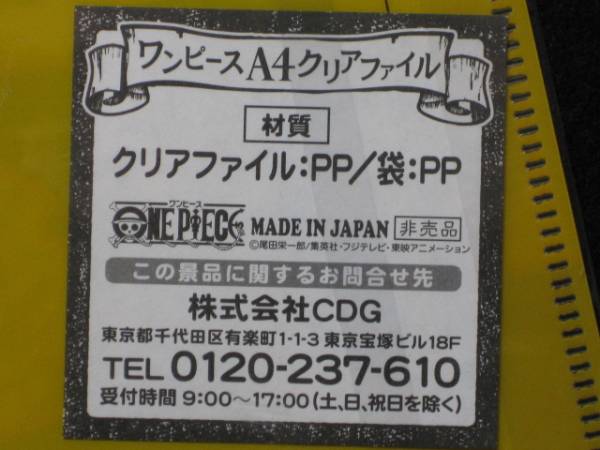 ワンピースA4クリアファイル
材質
クリアファイル:PP/袋:PP
ワンピース
ONE PIECE MADE IN JAPAN 非売品
©尾田栄一郎/集英社・フジテレビ・東映アニメーション
この景品に関するお問合せ先
株式会社CDG
東京都千代田区有楽町1-1-3 東京宝塚ビル18F
TEL 0120-237-610
受付時間 9:00〜17:00(土、日、祝日を除く)